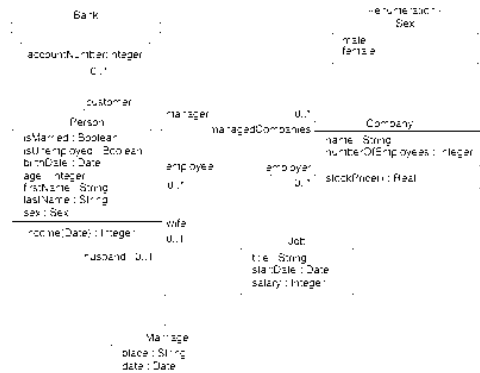 Bank
accountNumber:Integer
0..*
customer
«enumeration»
Sex
male
female
Person
isMarried : Boolean
isUnemployed : Boolean
birthDate : Date
age : Integer
firstName : String
lastName : String
sex : Sex
income(Date) : Integer
manager
0..*
managedCompanies
employee
0..*
employer
0..*
Company
name : String
numberOfEmployees : Integer
stockPrice() : Real
wife
0..1
husband 0..1
Job
title : String
startDate : Date
salary : Integer
Marriage
place : String
date : Date